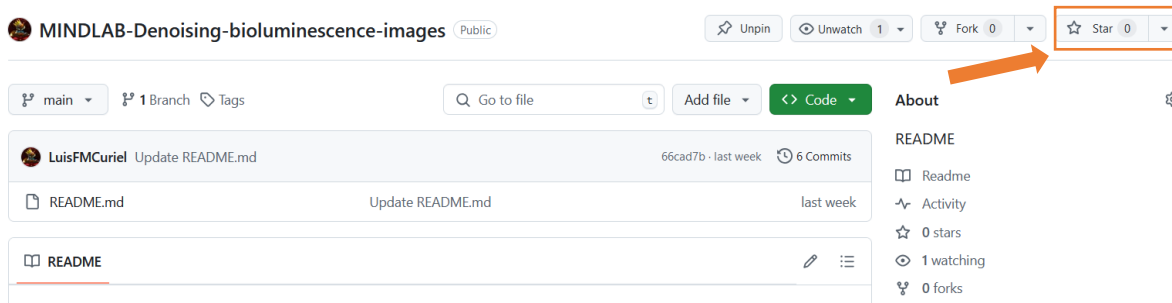 MINDLAB-Denoising-bioluminescence-images Public Unpin Unwatch 1 Fork 0 Star 0
main 1 Branch Tags Go to file t Add file <> Code
LuisFMCuriel Update README.md 66cad7b · last week 6 Commits
README.md Update README.md last week
README
About
README
Readme
Activity
0 stars
1 watching
0 forks